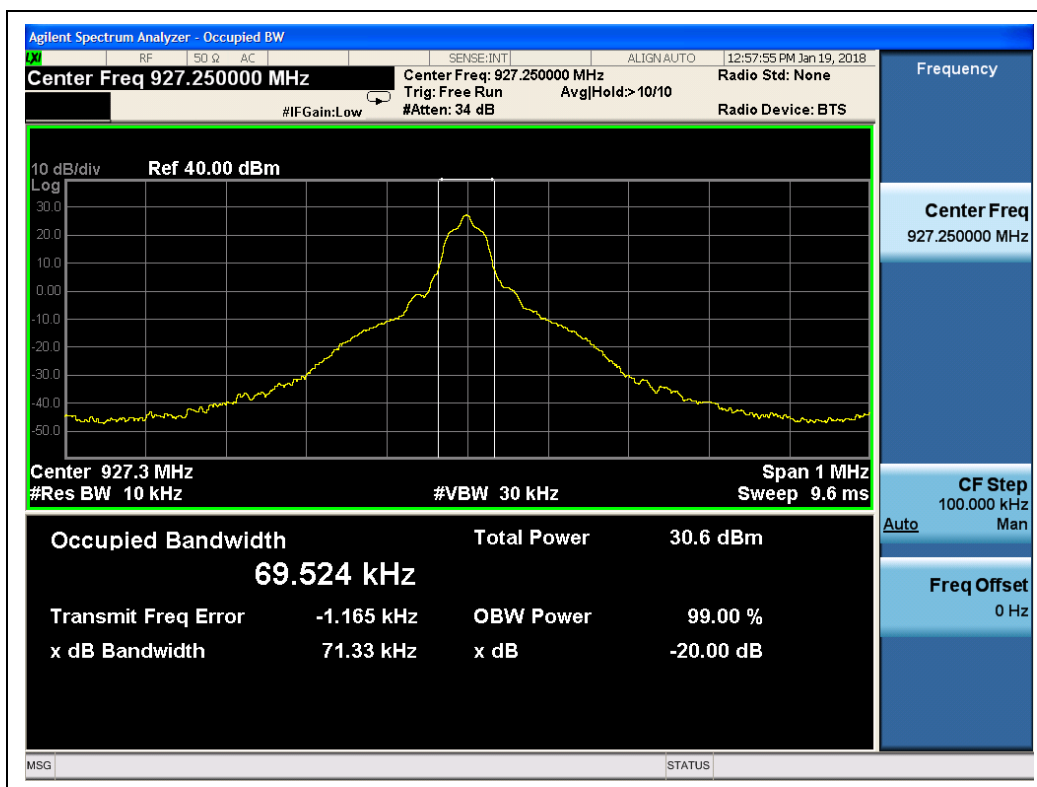 Agilent Spectrum Analyzer - Occupied BW
LXI RF 50 Ω AC SENSE:INT ALIGN AUTO 12:57:55 PM Jan 19, 2018
Center Freq 927.250000 MHz
Center Freq: 927.250000 MHz
Radio Std: None
Trig: Free Run Avg|Hold:>10/10
#IFGain:Low
#Atten: 34 dB
Radio Device: BTS
10 dB/div Ref 40.00 dBm
Log
30.0
20.0
10.0
0.00
-10.0
-20.0
-30.0
-40.0
-50.0
Center 927.3 MHz Span 1 MHz
#Res BW 10 kHz #VBW 30 kHz Sweep 9.6 ms
Occupied Bandwidth Total Power 30.6 dBm
69.524 kHz
Transmit Freq Error -1.165 kHz OBW Power 99.00 %
x dB Bandwidth 71.33 kHz x dB -20.00 dB
Frequency
Center Freq
927.250000 MHz
CF Step
100.000 kHz
Auto Man
Freq Offset
0 Hz
MSG STATUS